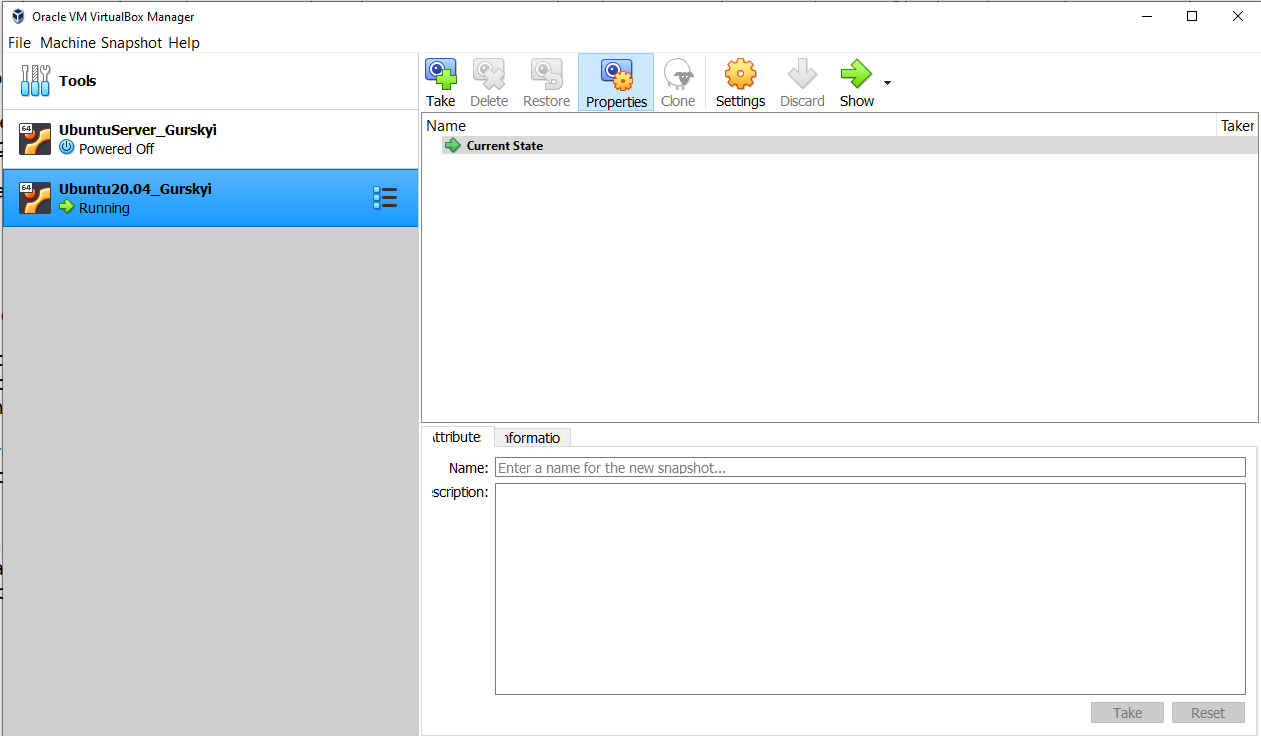 Oracle VM VirtualBox Manager
File Machine Snapshot Help
Tools
64 UbuntuServer_Gurskyi
Powered Off
64 Ubuntu20.04_Gurskyi
Running
Take Delete Restore Properties Clone Settings Discard Show
Name Taker
Current State
ttribute nformatio
Name: Enter a name for the new snapshot...
scription:
Take Reset